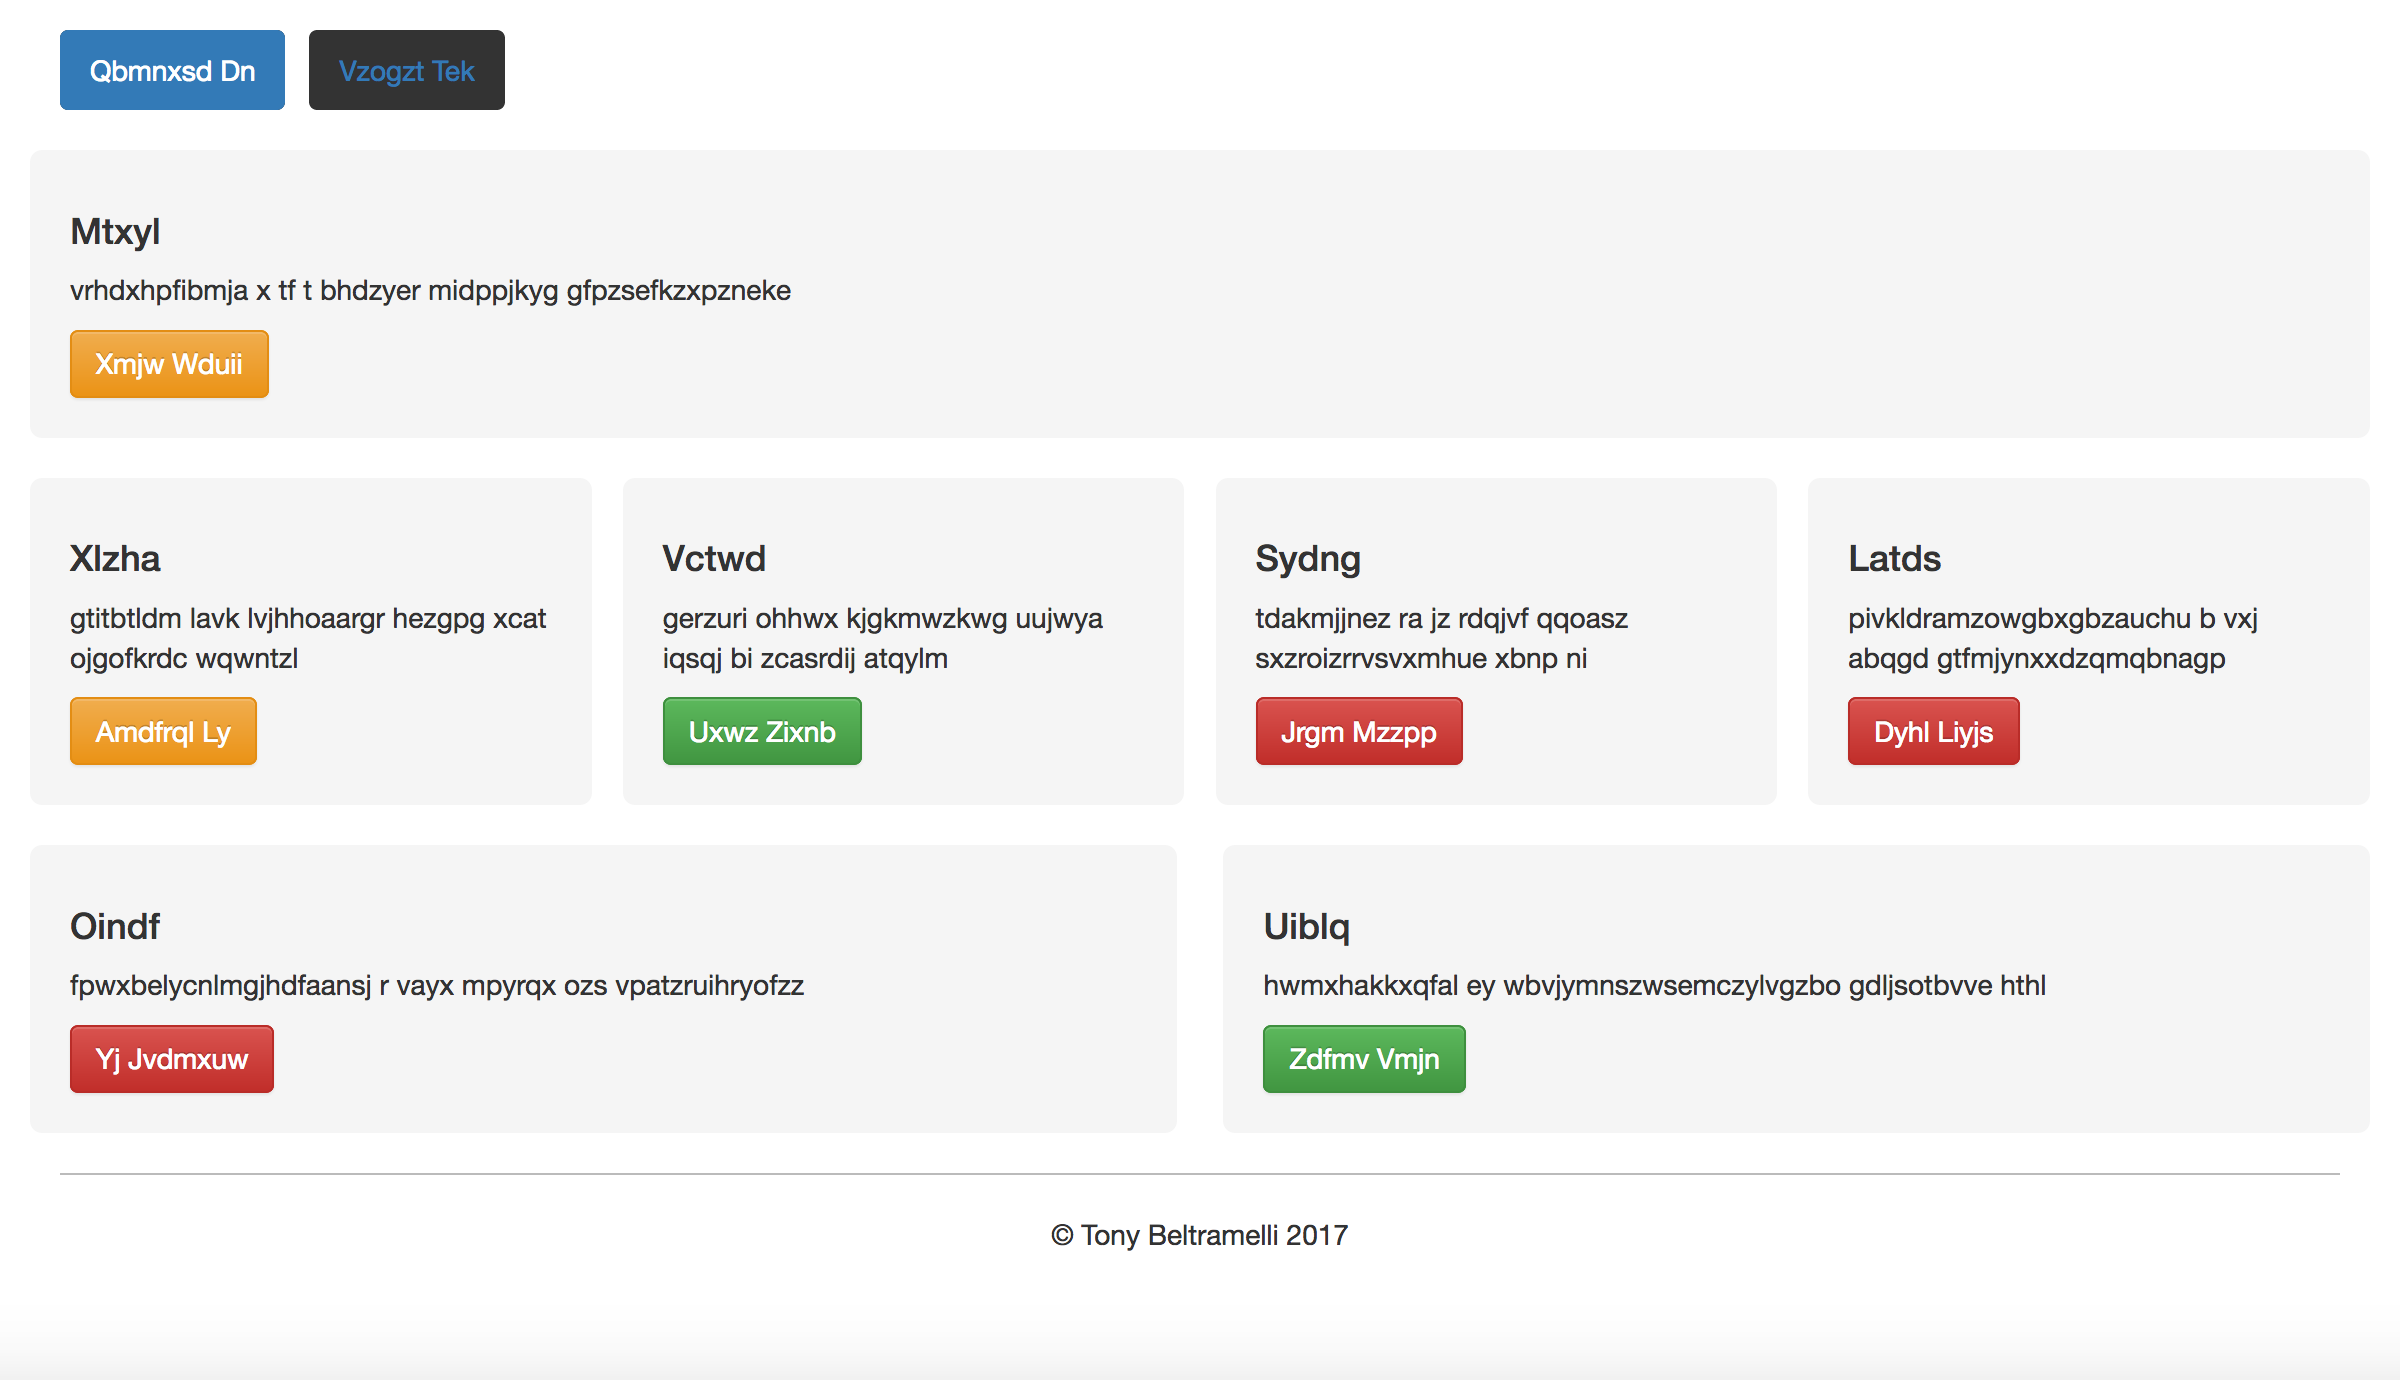 Qbmnxsd Dn
Vzogzt Tek
Mtxyl
vrhdxhpfibmja x tf t bhdzyer midppjkyg gfpzsefkzxpzneke
Xmjw Wduii
Xlzha
gtitbtldm lavk lvjhhoaargr hezgpg xcat
ojgofkrdc wqwntzl
Amdfrql Ly
Vctwd
gerzuri ohhwx kjgkmwzkwg uujwya
iqsqj bi zcasrdij atqylm
Uxwz Zixnb
Sydng
tdakmjjnez ra jz rdqjvf qqoasz
sxzroizrrvsvxmhue xbnp ni
Jrgm Mzzpp
Latds
pivkldramzowgbxgbzauchu b vxj
abqgd gtfmjynxxdzqmqbnagp
Dyhl Liyjs
Oindf
fpwxbelycnlmgjhdfaansj r vayx mpyrqx ozs vpatzruihryofzz
Yj Jvdmxuw
Uiblq
hwmxhakkxqfal ey wbvjymnszwsemczylvgzbo gdljsotbvve hthl
Zdfmv Vmjn
© Tony Beltramelli 2017